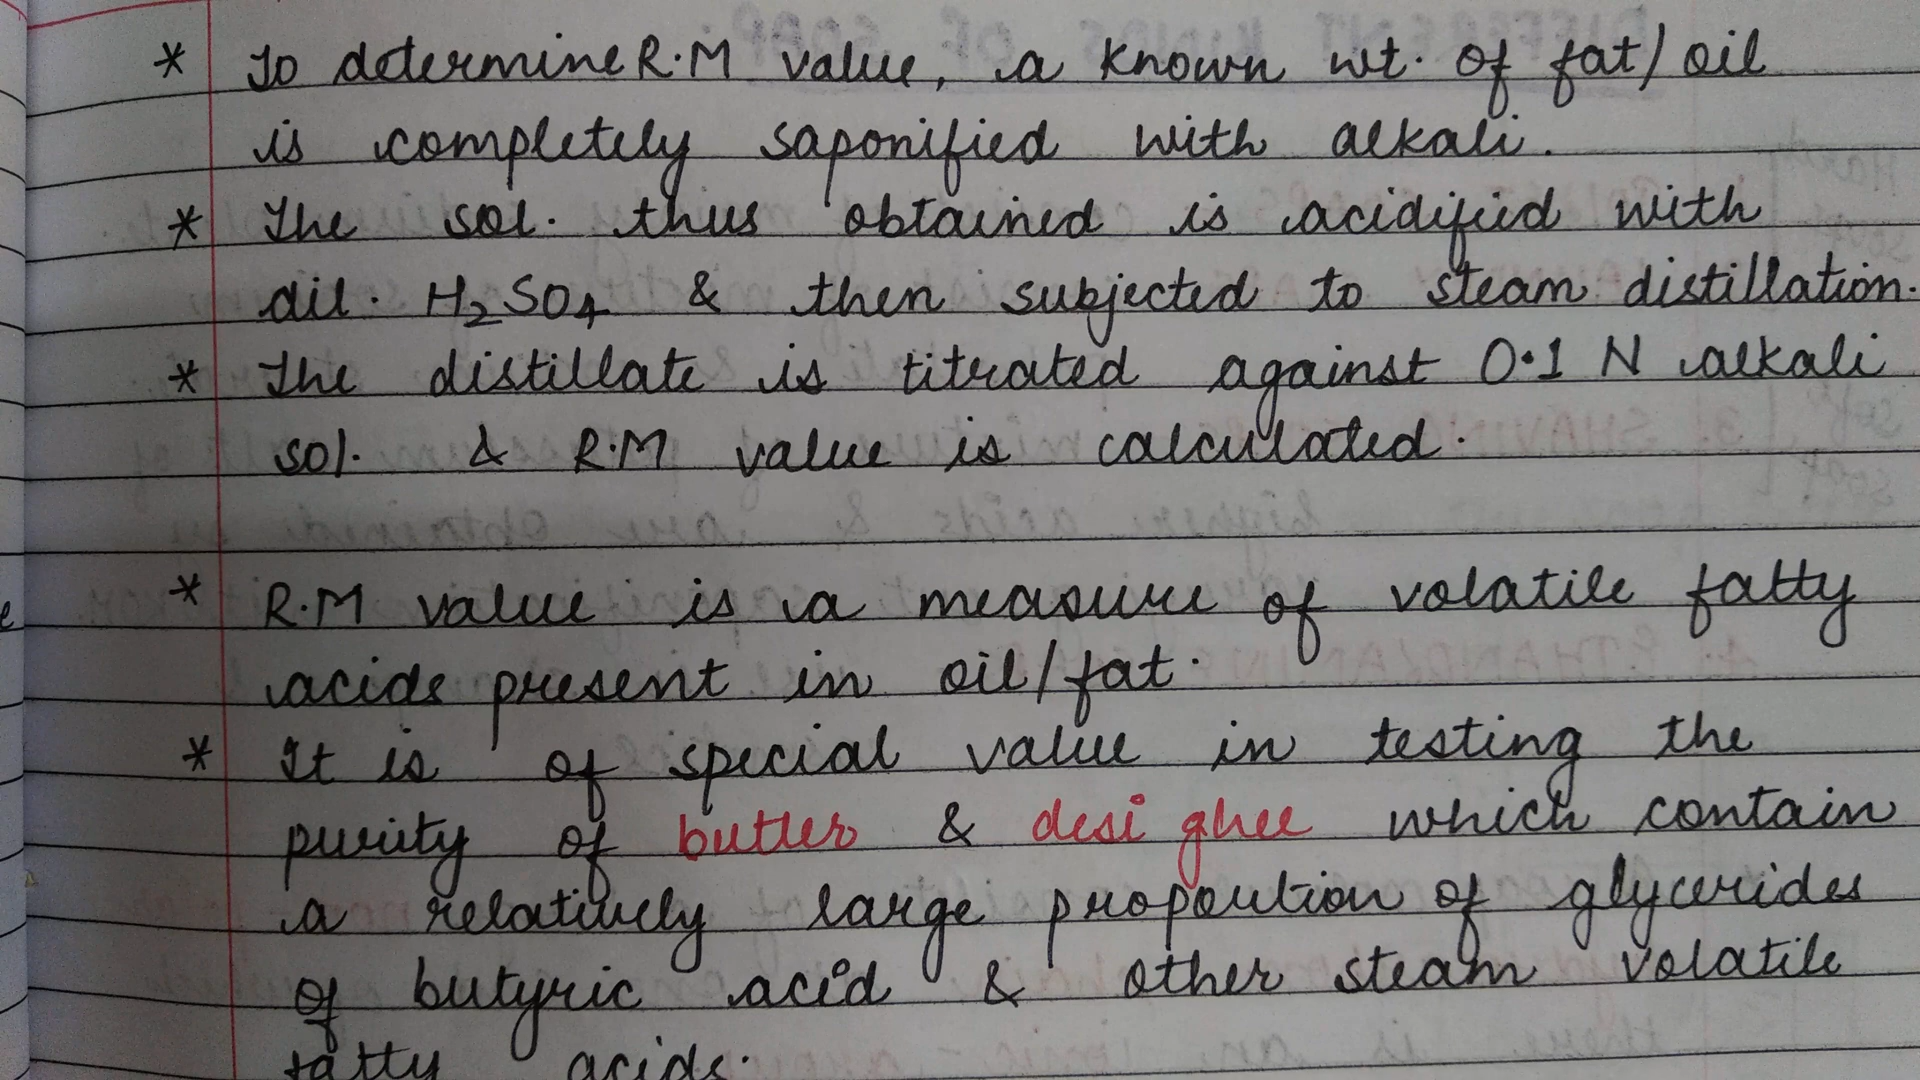 * To determine R.M value, a known wt. of fat/oil
is completely saponified with alkali.
* The sol. thus obtained is acidified with
dil. H₂SO₄ & then subjected to steam distillation.
* The distillate is titrated against 0.1 N alkali
sol. & R.M value is calculated.
* R.M value is a measure of volatile fatty
acids present in oil/fat.
* It is of special value in testing the
purity of butter & desi ghee which contain
a relatively large proportion of glycerides
of butyric acid & other steam volatile
fatty acids.